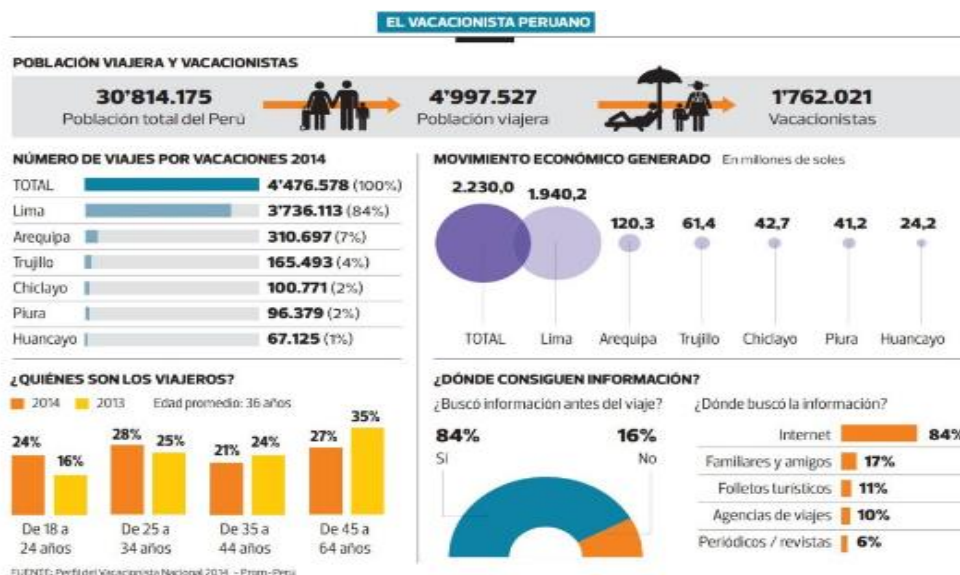 EL VACACIONISTA PERUANO
POBLACIÓN VIAJERA Y VACACIONISTAS
30'814.175
Población total del Perú
4'997.527
Población viajera
1'762.021
Vacacionistas
NÚMERO DE VIAJES POR VACACIONES 2014
TOTAL 4'476.578 (100%)
Lima 3'736.113 (84%)
Arequipa 310.697 (7%)
Trujillo 165.493 (4%)
Chiclayo 100.771 (2%)
Piura 96.379 (2%)
Huancayo 67.125 (1%)
MOVIMIENTO ECONÓMICO GENERADO En millones de soles
2.230,0 1.940,2 120,3 61,4 42,7 41,2 24,2
TOTAL Lima Arequipa Trujillo Chiclayo Piura Huancayo
¿QUIÉNES SON LOS VIAJEROS?
2014 2013 Edad promedio: 36 años
24% 16% 28% 25% 21% 24% 27% 35%
De 18 a
24 años
De 25 a
34 años
De 35 a
44 años
De 45 a
64 años
¿DÓNDE CONSIGUEN INFORMACIÓN?
¿Buscó información antes del viaje?
84%
Sí
16%
No
¿Dónde buscó la información?
Internet 84%
Familiares y amigos 17%
Folletos turísticos 11%
Agencias de viajes 10%
Periódicos / revistas 6%
FUENTE: Perfil del Vacacionista Nacional 2014 - Prom-Perú